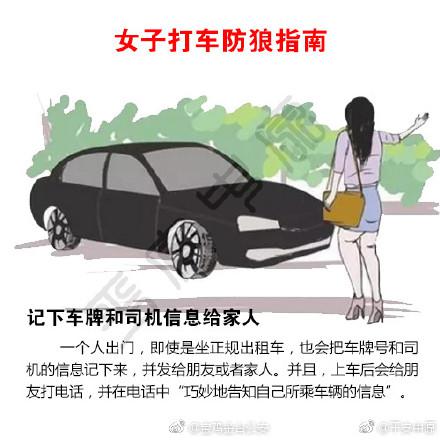 女子打车防狼指南
记下车牌和司机信息给家人
一个人出门，即使是坐正规出租车，也会把车牌号和司
机的信息记下来，并发给朋友或者家人。并且，上车后会给朋
友打电话，并在电话中“巧妙地告知自己所乘车辆的信息”。